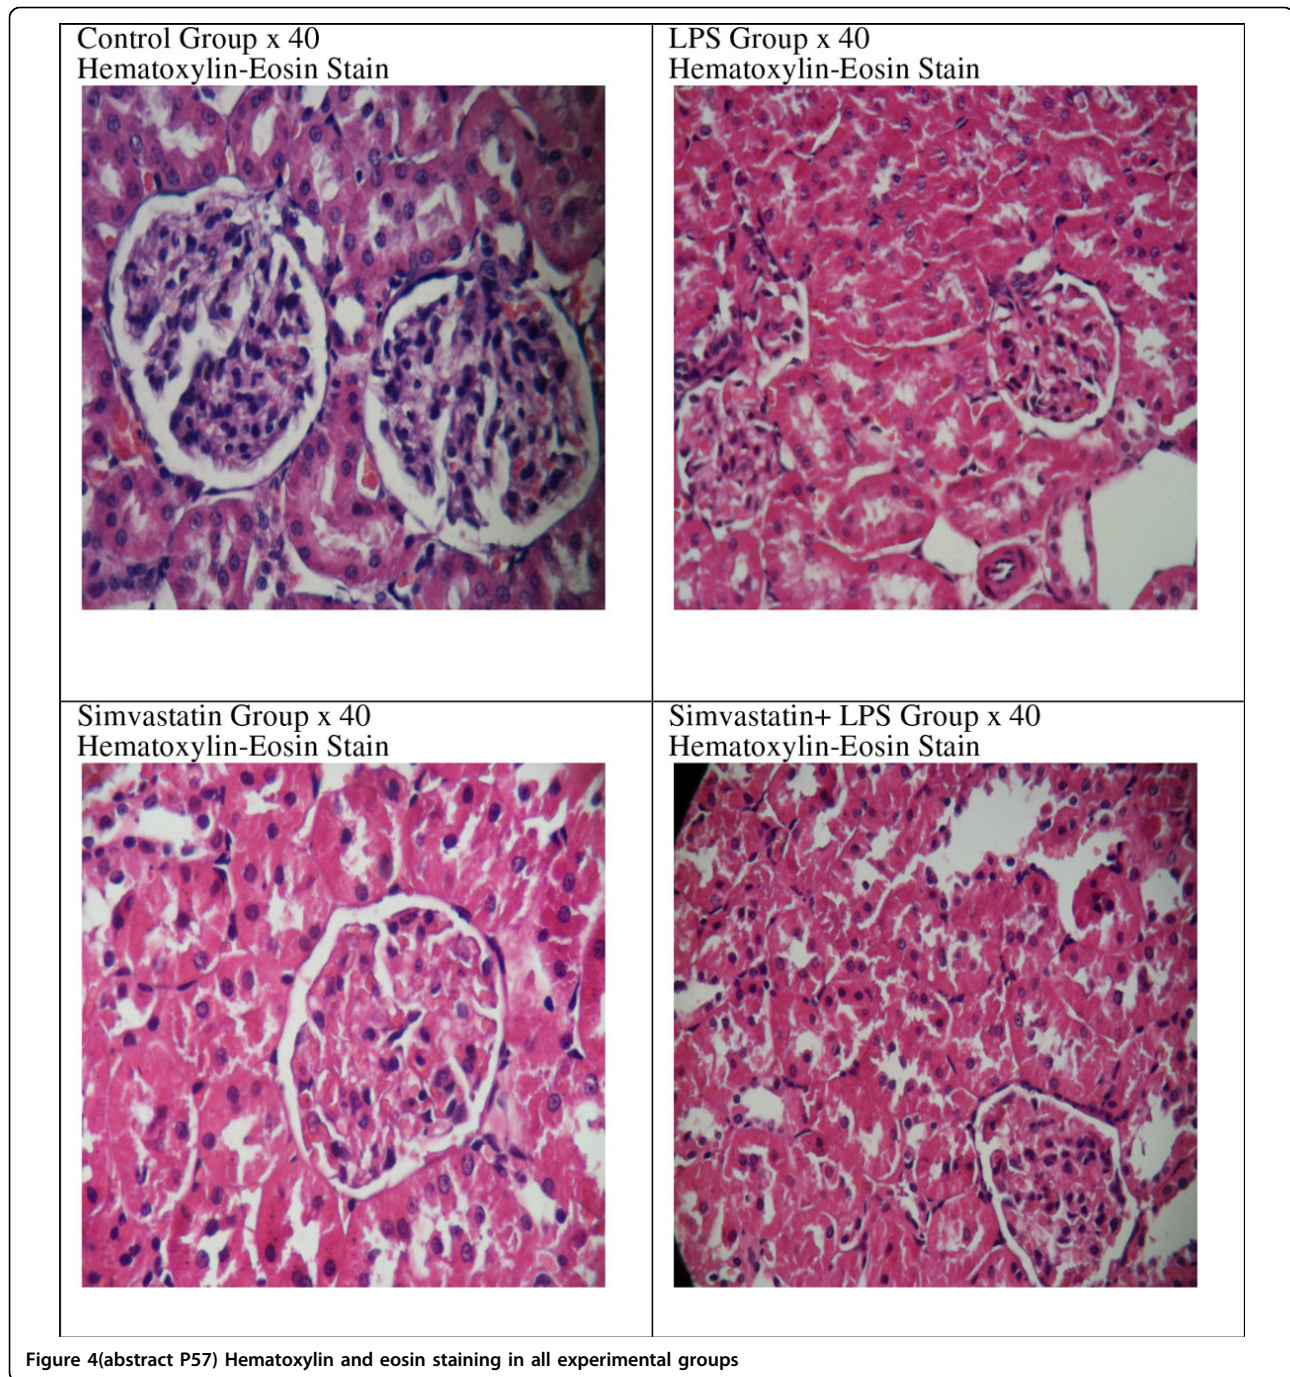 Control Group x 40
Hematoxylin-Eosin Stain
LPS Group x 40
Hematoxylin-Eosin Stain
Simvastatin Group x 40
Hematoxylin-Eosin Stain
Simvastatin+ LPS Group x 40
Hematoxylin-Eosin Stain
Figure 4(abstract P57) Hematoxylin and eosin staining in all experimental groups